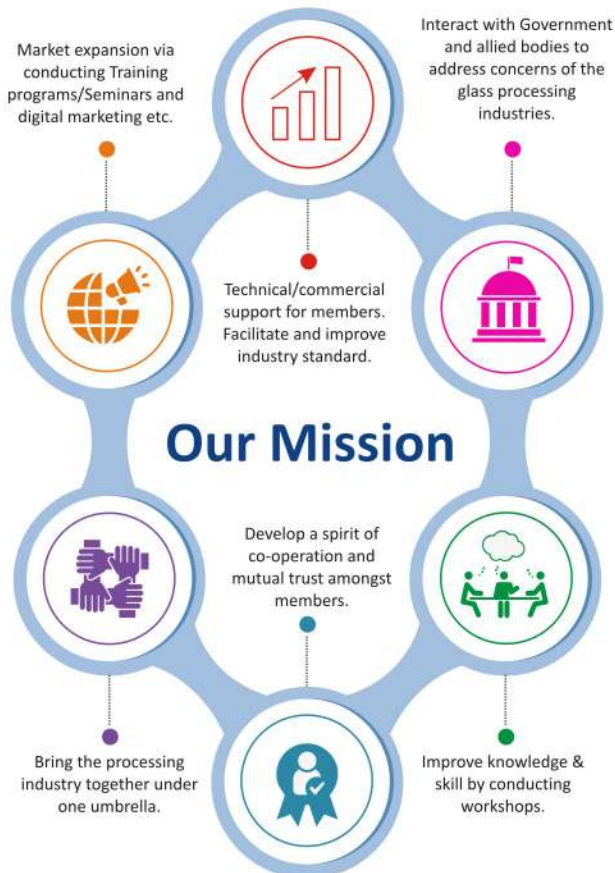 Market expansion via
conducting Training
programs/Seminars and
digital marketing etc.
Interact with Government
and allied bodies to
address concerns of the
glass processing
industries.
Technical/commercial
support for members.
Facilitate and improve
industry standard.
Our Mission
Develop a spirit of
co-operation and
mutual trust amongst
members.
Bring the processing
industry together under
one umbrella.
Improve knowledge &
skill by conducting
workshops.